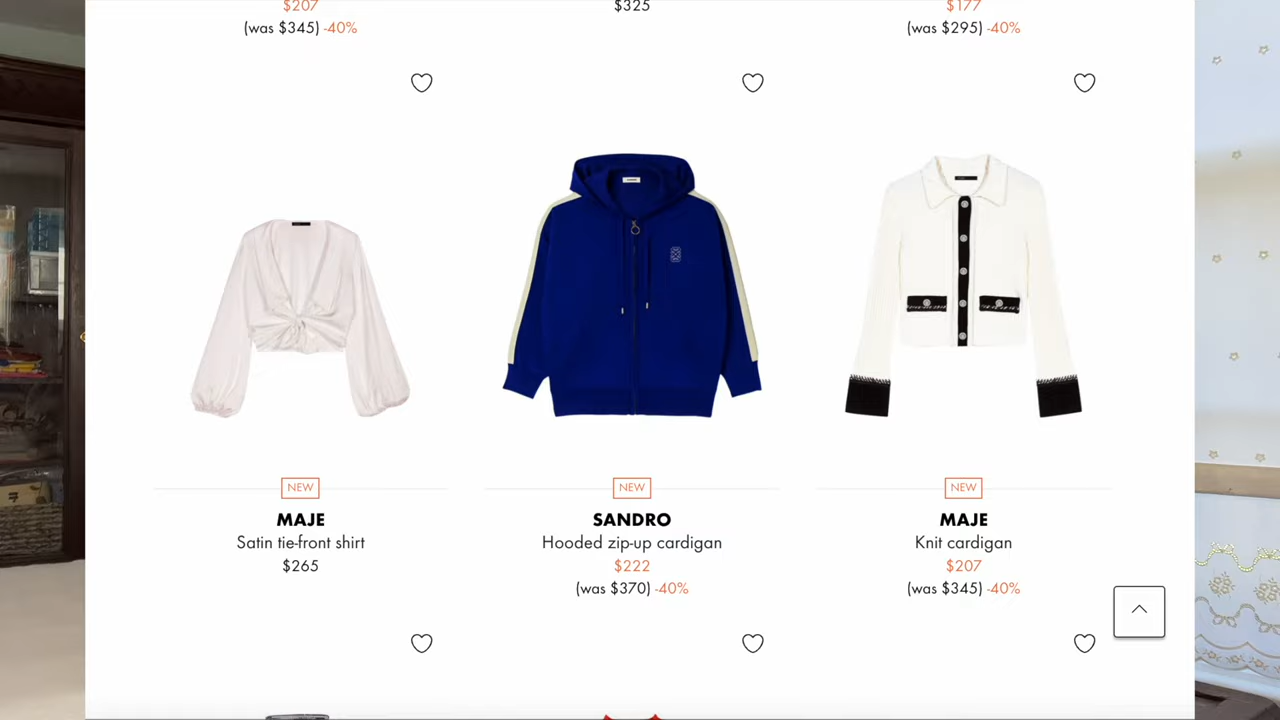 $207
$325
$177
(was $345) -40%
(was $295) -40%
NEW
NEW
NEW
MAJE
SANDRO
MAJE
Satin tie-front shirt
Hooded zip-up cardigan
Knit cardigan
$265
$222
$207
(was $370) -40%
(was $345) -40%